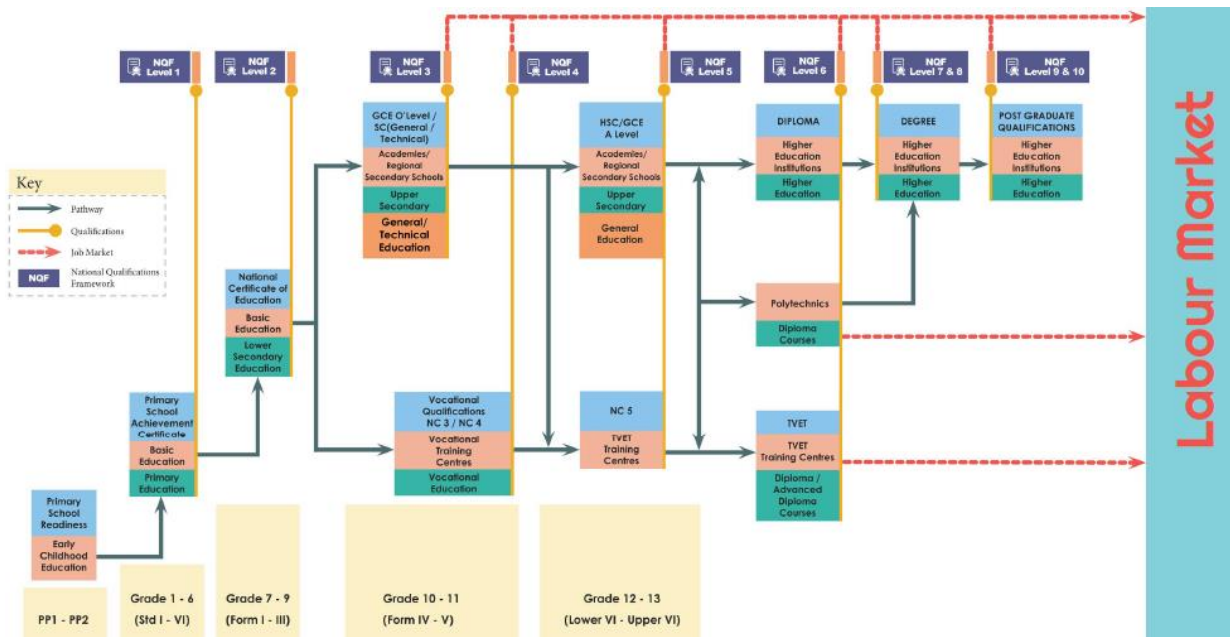 NQF
Level 1
NQF
Level 2
NQF
Level 3
NQF
Level 4
NQF
Level 5
NQF
Level 6
NQF
Level 7 & 8
NQF
Level 9 & 10
Key
Pathway
Qualifications
Job Market
NQF
National Qualifications
Framework
Primary
School
Readiness
Early
Childhood
Education
Primary
School
Achievement
Certificate
Basic
Education
Primary
Education
National
Certificate of
Education
Basic
Education
Lower
Secondary
Education
GCE O'Level /
SC(General /
Technical)
Academies/
Regional
Secondary Schools
Upper
Secondary
General/
Technical
Education
Vocational
Qualifications
NC 3 / NC 4
Vocational
Training
Centres
Vocational
Education
HSC/GCE
A Level
Academies/
Regional
Secondary Schools
Upper
Secondary
General
Education
NC 5
TVET
Training
Centres
DIPLOMA
Higher
Education
Institutions
Higher
Education
Polytechnics
Diploma
Courses
TVET
TVET
Training Centres
Diploma /
Advanced
Diploma
Courses
DEGREE
Higher
Education
Institutions
Higher
Education
POST GRADUATE
QUALIFICATIONS
Higher
Education
Institutions
Higher
Education
Labour Market
PP1 - PP2
Grade 1 - 6
(Std I - VI)
Grade 7 - 9
(Form I - III)
Grade 10 - 11
(Form IV - V)
Grade 12 - 13
(Lower VI - Upper VI)